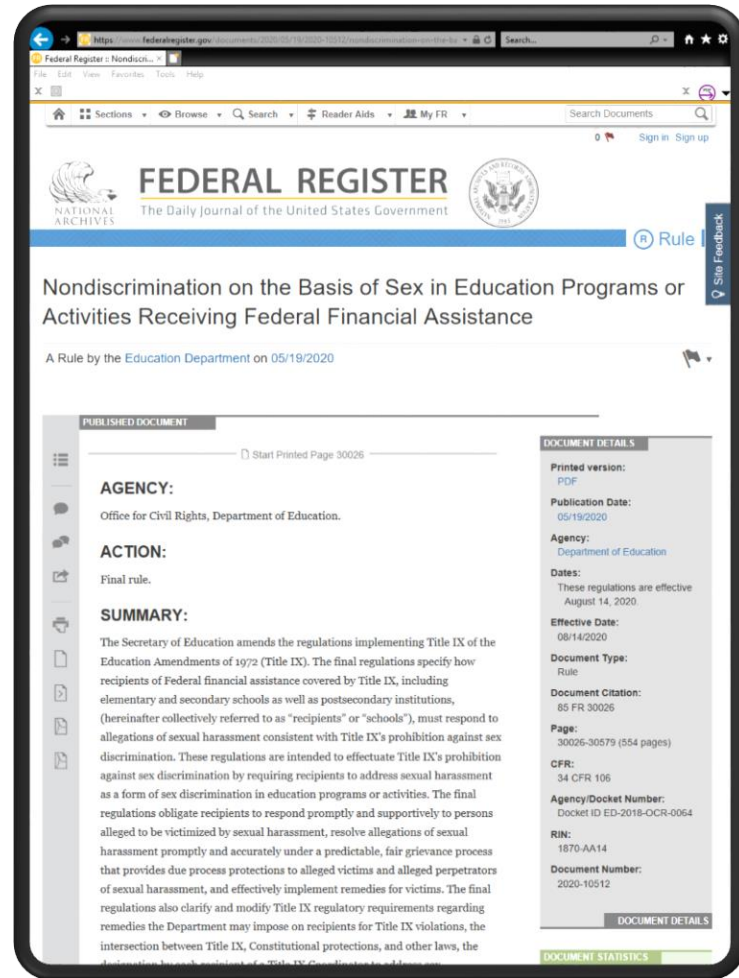 https://www.federalregister.gov/documents/2020/05/19/2020-10512/nondiscrimination-on-the-ba
Search...
Federal Register :: Nondiscri...
File Edit View Favorites Tools Help
Sections Browse Search Reader Aids My FR
Search Documents
0 Sign in Sign up
NATIONAL
ARCHIVES
FEDERAL REGISTER
The Daily Journal of the United States Government
R Rule
Site Feedback
Nondiscrimination on the Basis of Sex in Education Programs or
Activities Receiving Federal Financial Assistance
A Rule by the Education Department on 05/19/2020
PUBLISHED DOCUMENT
Start Printed Page 30026
AGENCY:
Office for Civil Rights, Department of Education.
ACTION:
Final rule.
SUMMARY:
The Secretary of Education amends the regulations implementing Title IX of the
Education Amendments of 1972 (Title IX). The final regulations specify how
recipients of Federal financial assistance covered by Title IX, including
elementary and secondary schools as well as postsecondary institutions,
(hereinafter collectively referred to as “recipients” or “schools”), must respond to
allegations of sexual harassment consistent with Title IX's prohibition against sex
discrimination. These regulations are intended to effectuate Title IX's prohibition
against sex discrimination by requiring recipients to address sexual harassment
as a form of sex discrimination in education programs or activities. The final
regulations obligate recipients to respond promptly and supportively to persons
alleged to be victimized by sexual harassment, resolve allegations of sexual
harassment promptly and accurately under a predictable, fair grievance process
that provides due process protections to alleged victims and alleged perpetrators
of sexual harassment, and effectively implement remedies for victims. The final
regulations also clarify and modify Title IX regulatory requirements regarding
remedies the Department may impose on recipients for Title IX violations, the
intersection between Title IX, Constitutional protections, and other laws, the
designation by each recipient of a Title IX Coordinator to address sex
DOCUMENT DETAILS
Printed version:
PDF
Publication Date:
05/19/2020
Agency:
Department of Education
Dates:
These regulations are effective
August 14, 2020.
Effective Date:
08/14/2020
Document Type:
Rule
Document Citation:
85 FR 30026
Page:
30026-30579 (554 pages)
CFR:
34 CFR 106
Agency/Docket Number:
Docket ID ED-2018-OCR-0064
RIN:
1870-AA14
Document Number:
2020-10512
DOCUMENT DETAILS
DOCUMENT STATISTICS